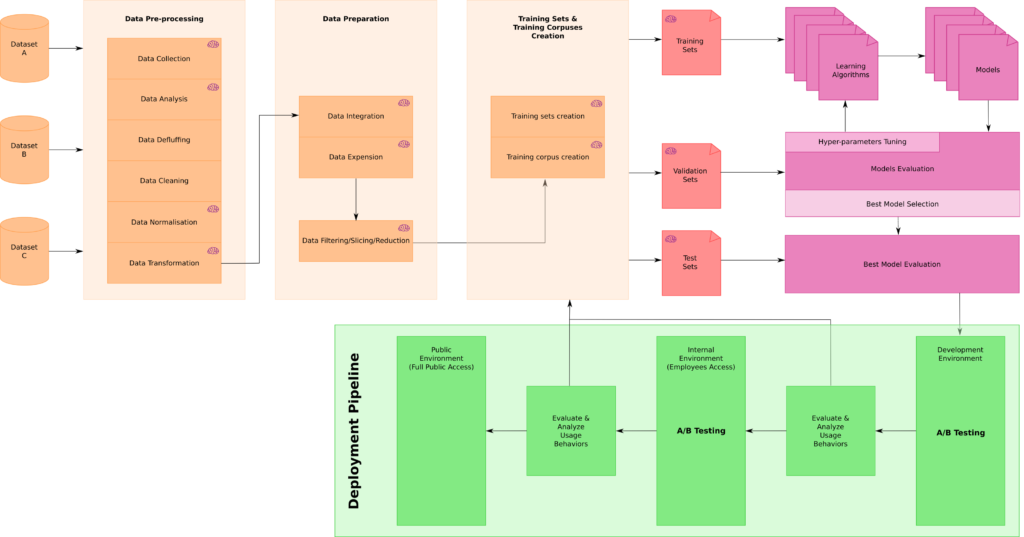 Dataset
A
Dataset
B
Dataset
C
Data Pre-processing
Data Collection
Data Analysis
Data Defluffing
Data Cleaning
Data Normalisation
Data Transformation
Data Preparation
Data Integration
Data Expension
Data Filtering/Slicing/Reduction
Training Sets &
Training Corpuses
Creation
Training sets creation
Training corpus creation
Training
Sets
Validation
Sets
Test
Sets
Learning
Algorithms
Models
Hyper-parameters Tuning
Models Evaluation
Best Model Selection
Best Model Evaluation
Deployment Pipeline
Public
Environment
(Full Public Access)
Evaluate &
Analyze
Usage
Behaviors
Internal
Environment
(Employees Access)
A/B Testing
Evaluate &
Analyze
Usage
Behaviors
Development
Environment
A/B Testing